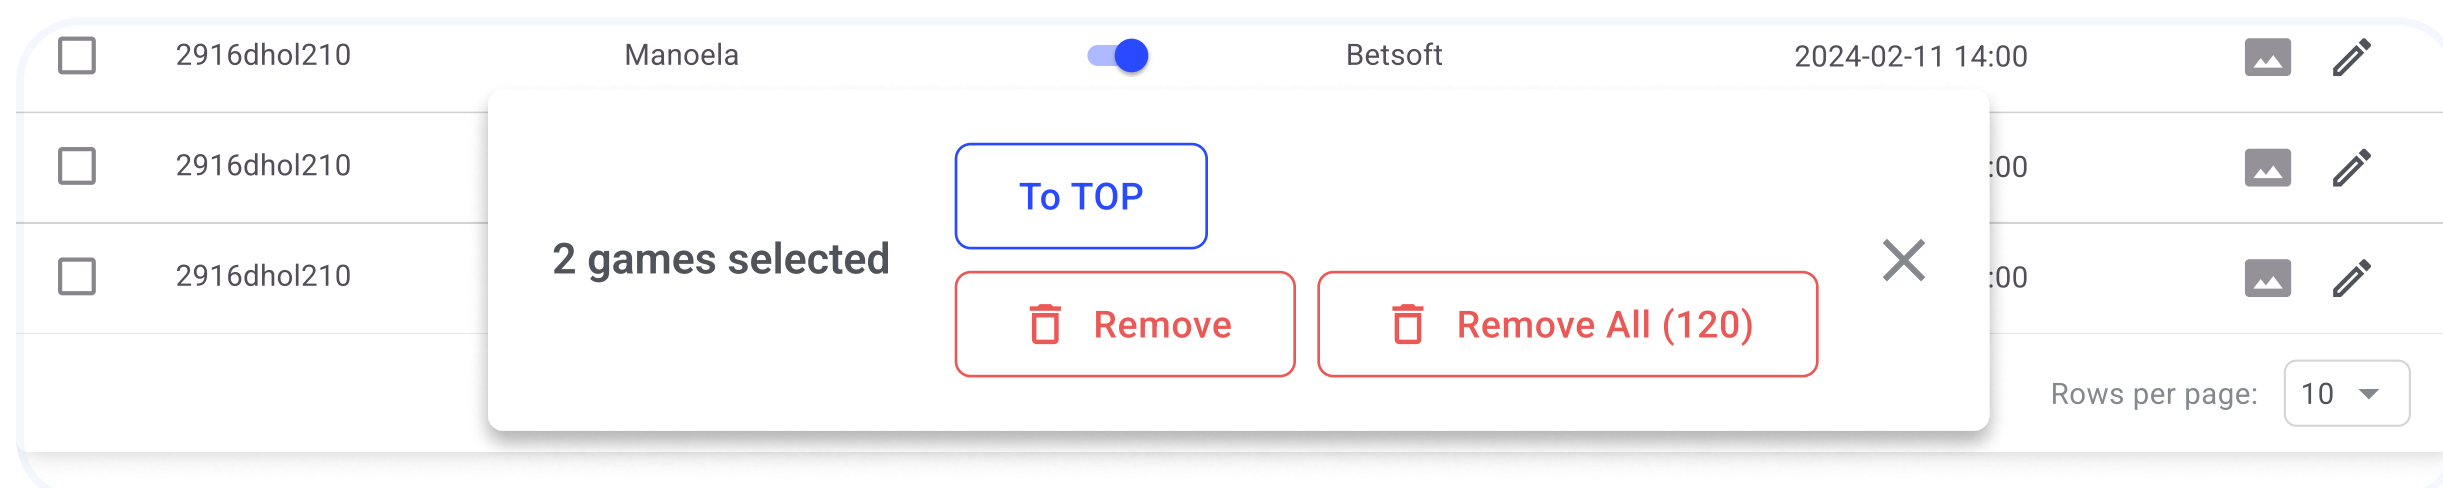 2916dhol210 Manoela Betsoft 2024-02-11 14:00
2916dhol210 :00
To TOP
2 games selected
2916dhol210 :00
Remove Remove All (120)
Rows per page: 10